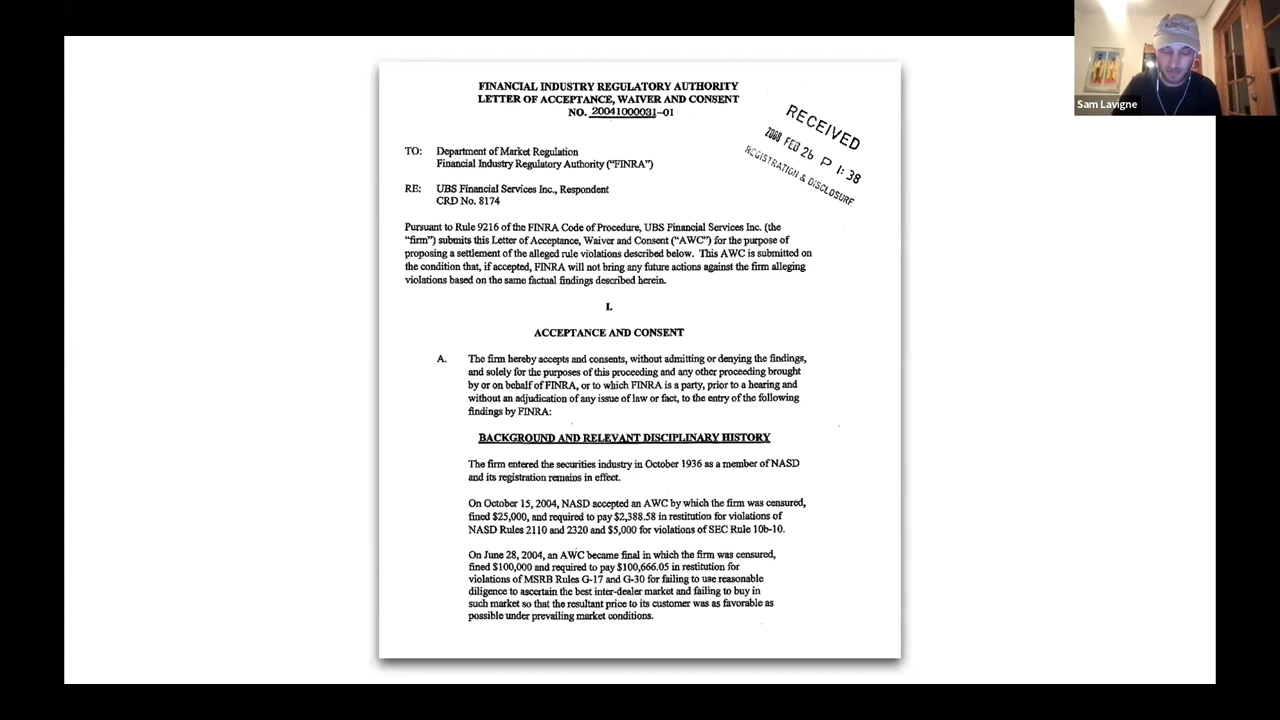 FINANCIAL INDUSTRY REGULATORY AUTHORITY
LETTER OF ACCEPTANCE, WAIVER AND CONSENT
NO. 20041000031-01
RECEIVED
2008 FEB 26 P 1:38
REGISTRATION & DISCLOSURE
TO: Department of Market Regulation
Financial Industry Regulatory Authority ("FINRA")
RE: UBS Financial Services Inc., Respondent
CRD No. 8174
Pursuant to Rule 9216 of the FINRA Code of Procedure, UBS Financial Services Inc. (the
"firm") submits this Letter of Acceptance, Waiver and Consent ("AWC") for the purpose of
proposing a settlement of the alleged rule violations described below. This AWC is submitted on
the condition that, if accepted, FINRA will not bring any future actions against the firm alleging
violations based on the same factual findings described herein.
I.
ACCEPTANCE AND CONSENT
A. The firm hereby accepts and consents, without admitting or denying the findings,
and solely for the purposes of this proceeding and any other proceeding brought
by or on behalf of FINRA, or to which FINRA is a party, prior to a hearing and
without an adjudication of any issue of law or fact, to the entry of the following
findings by FINRA:
BACKGROUND AND RELEVANT DISCIPLINARY HISTORY
The firm entered the securities industry in October 1936 as a member of NASD
and its registration remains in effect.
On October 15, 2004, NASD accepted an AWC by which the firm was censured,
fined $25,000, and required to pay $2,388.58 in restitution for violations of
NASD Rules 2110 and 2320 and $5,000 for violations of SEC Rule 10b-10.
On June 28, 2004, an AWC became final in which the firm was censured,
fined $100,000 and required to pay $100,666.05 in restitution for
violations of MSRB Rules G-17 and G-30 for failing to use reasonable
diligence to ascertain the best inter-dealer market and failing to buy in
such market so that the resultant price to its customer was as favorable as
possible under prevailing market conditions.
Sam Lavigne